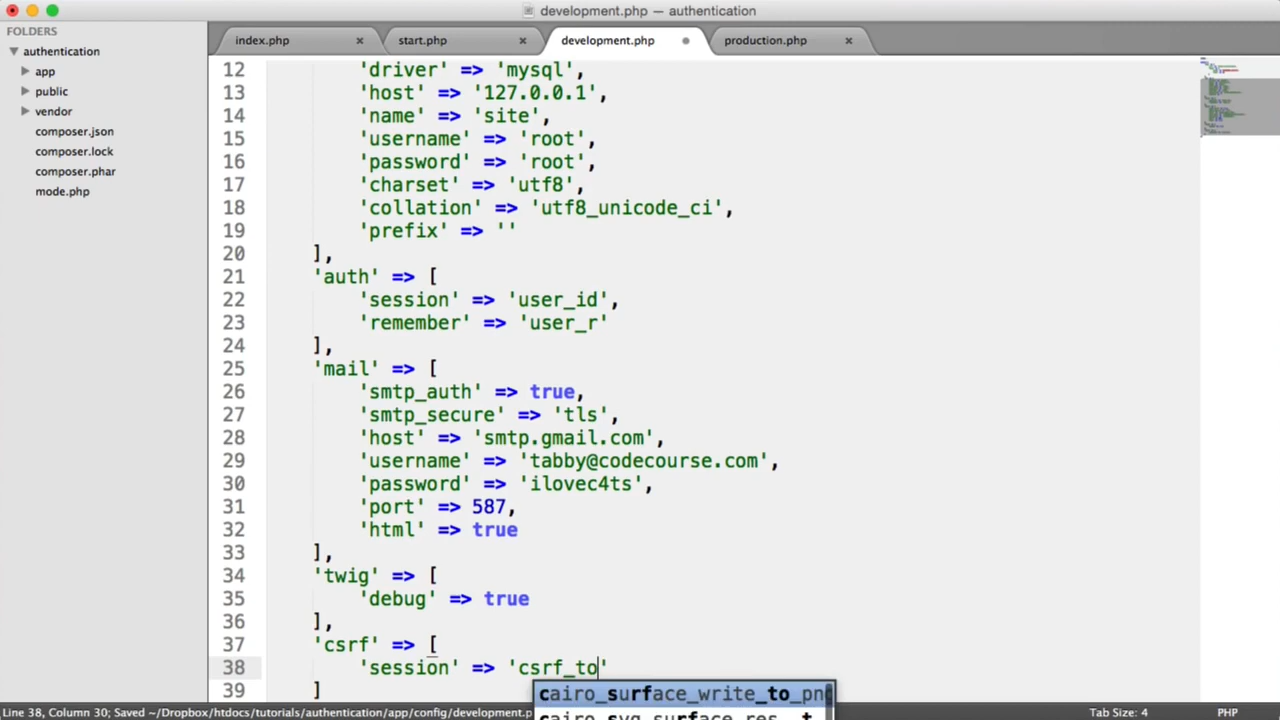 development.php — authentication
FOLDERS
authentication
app
public
vendor
composer.json
composer.lock
composer.phar
mode.php
index.php
start.php
development.php
production.php
12 'driver' => 'mysql',
13 'host' => '127.0.0.1',
14 'name' => 'site',
15 'username' => 'root',
16 'password' => 'root',
17 'charset' => 'utf8',
18 'collation' => 'utf8_unicode_ci',
19 'prefix' => ''
20 ],
21 'auth' => [
22 'session' => 'user_id',
23 'remember' => 'user_r'
24 ],
25 'mail' => [
26 'smtp_auth' => true,
27 'smtp_secure' => 'tls',
28 'host' => 'smtp.gmail.com',
29 'username' => 'tabby@codecourse.com',
30 'password' => 'ilovec4ts',
31 'port' => 587,
32 'html' => true
33 ],
34 'twig' => [
35 'debug' => true
36 ],
37 'csrf' => [
38 'session' => 'csrf_to'
39 ]
cairo_surface_write_to_png
Line 38, Column 30; Saved ~/Dropbox/htdocs/tutorials/authentication/app/config/development.p
Tab Size: 4
PHP